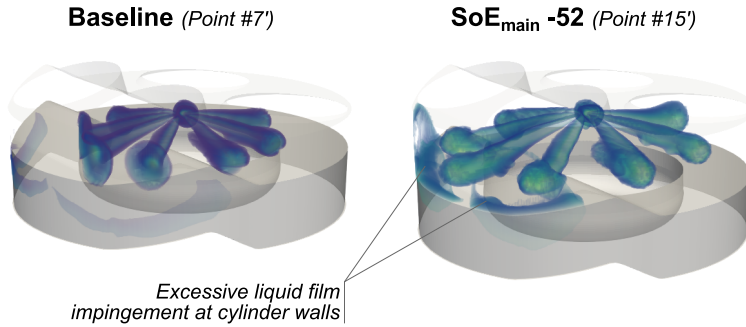 Baseline (Point #7')
SoEmain -52 (Point #15')
Excessive liquid film
impingement at cylinder walls